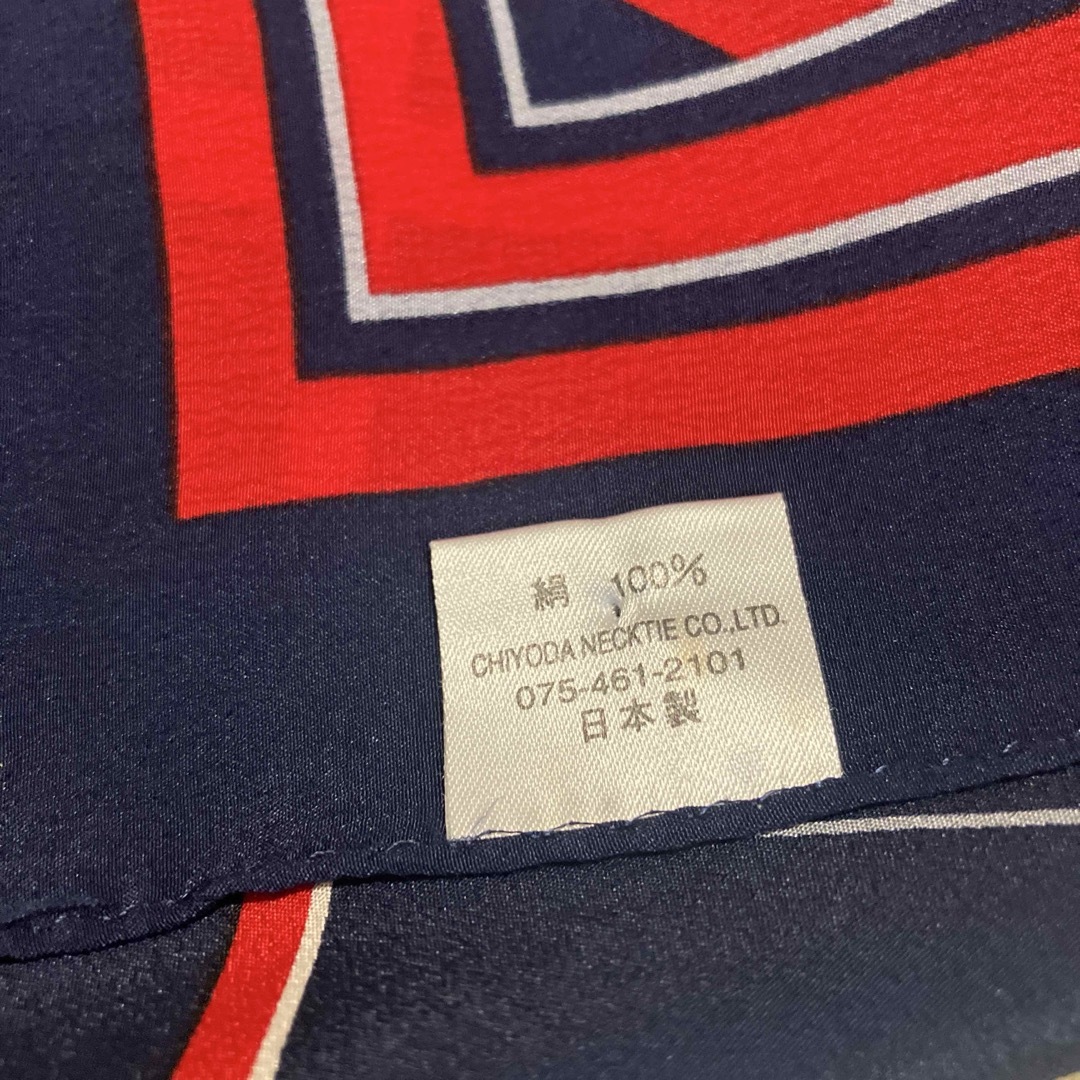 絹 100%
CHIYODA NECKTIE CO.,LTD.
075-461-2101
日本製